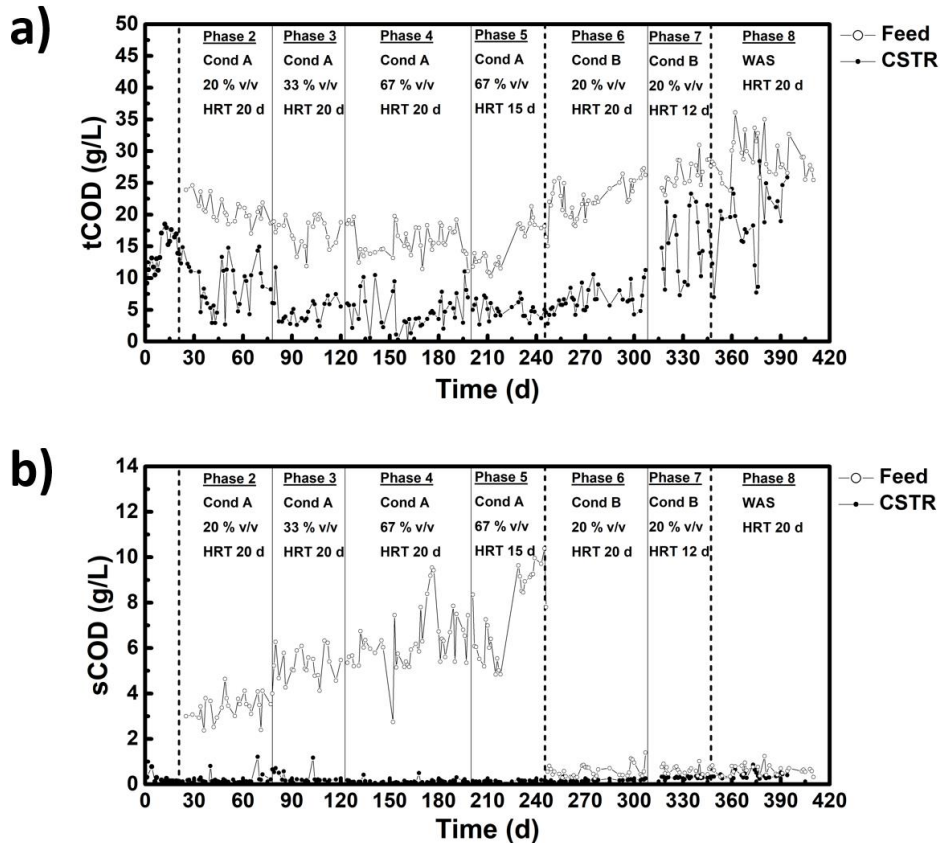 a)
Phase 2 Phase 3 Phase 4 Phase 5 Phase 6 Phase 7 Phase 8
Cond A Cond A Cond A Cond A Cond B Cond B WAS
20 % v/v 33 % v/v 67 % v/v 67 % v/v 20 % v/v 20 % v/v HRT 20 d
HRT 20 d HRT 20 d HRT 20 d HRT 15 d HRT 20 d HRT 12 d
Feed
CSTR
tCOD (g/L)
50
45
40
35
30
25
20
15
10
5
0
0 30 60 90 120 150 180 210 240 270 300 330 360 390 420
Time (d)
b)
Phase 2 Phase 3 Phase 4 Phase 5 Phase 6 Phase 7 Phase 8
Cond A Cond A Cond A Cond A Cond B Cond B WAS
20 % v/v 33 % v/v 67 % v/v 67 % v/v 20 % v/v 20 % v/v HRT 20 d
HRT 20 d HRT 20 d HRT 20 d HRT 15 d HRT 20 d HRT 12 d
Feed
CSTR
sCOD (g/L)
14
12
10
8
6
4
2
0
0 30 60 90 120 150 180 210 240 270 300 330 360 390 420
Time (d)